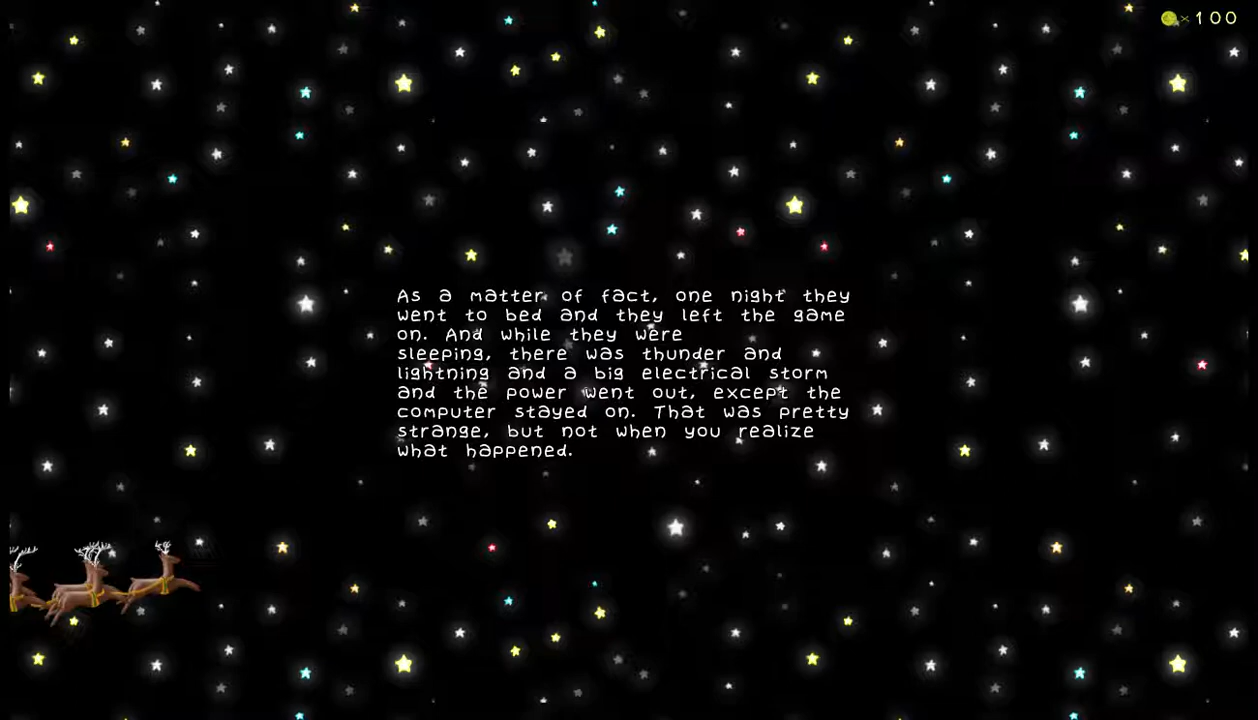 ×100
As a matter of fact, one night they
went to bed and they left the game
on. And while they were
sleeping, there was thunder and
lightning and a big electrical storm
and the power went out, except the
computer stayed on. That was pretty
strange, but not when you realize
what happened.